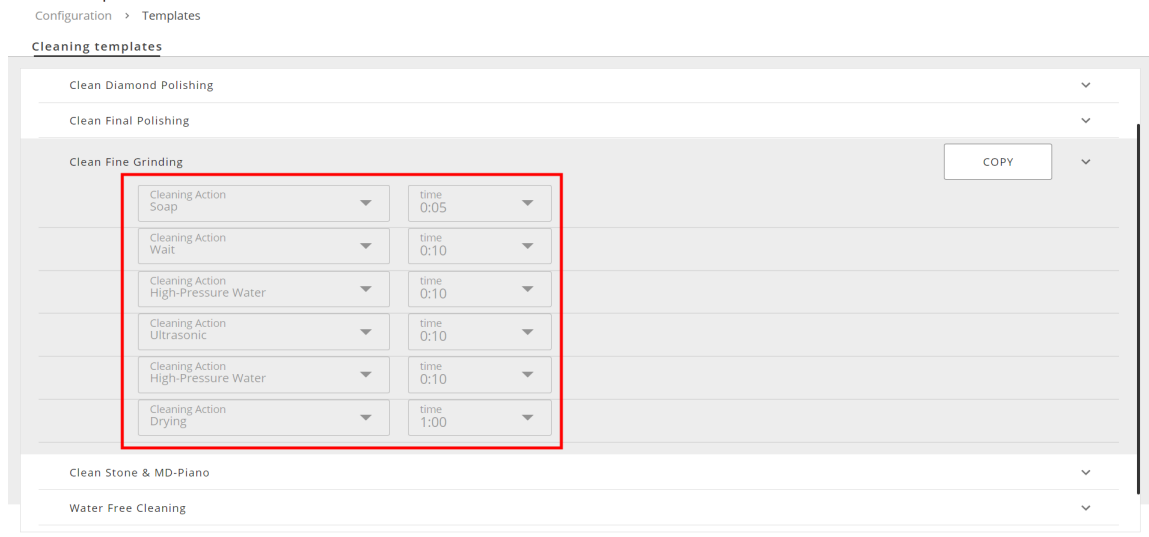 Configuration > Templates
Cleaning templates
Clean Diamond Polishing
Clean Final Polishing
Clean Fine Grinding COPY
Cleaning Action time
Soap 0:05
Cleaning Action time
Wait 0:10
Cleaning Action time
High-Pressure Water 0:10
Cleaning Action time
Ultrasonic 0:10
Cleaning Action time
High-Pressure Water 0:10
Cleaning Action time
Drying 1:00
Clean Stone & MD-Piano
Water Free Cleaning